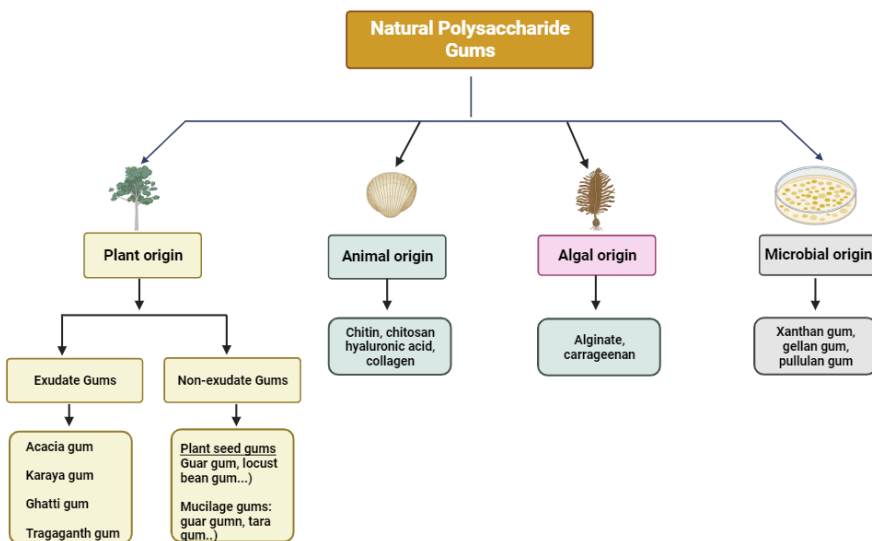 Natural Polysaccharide
Gums
Plant origin
Animal origin
Algal origin
Microbial origin
Chitin, chitosan
hyaluronic acid,
collagen
Alginate,
carrageenan
Xanthan gum,
gellan gum,
pullulan gum
Exudate Gums
Non-exudate Gums
Acacia gum
Karaya gum
Ghatti gum
Tragaganth gum
Plant seed gums
Guar gum, locust
bean gum...)
Mucilage gums:
guar gumn, tara
gum..)